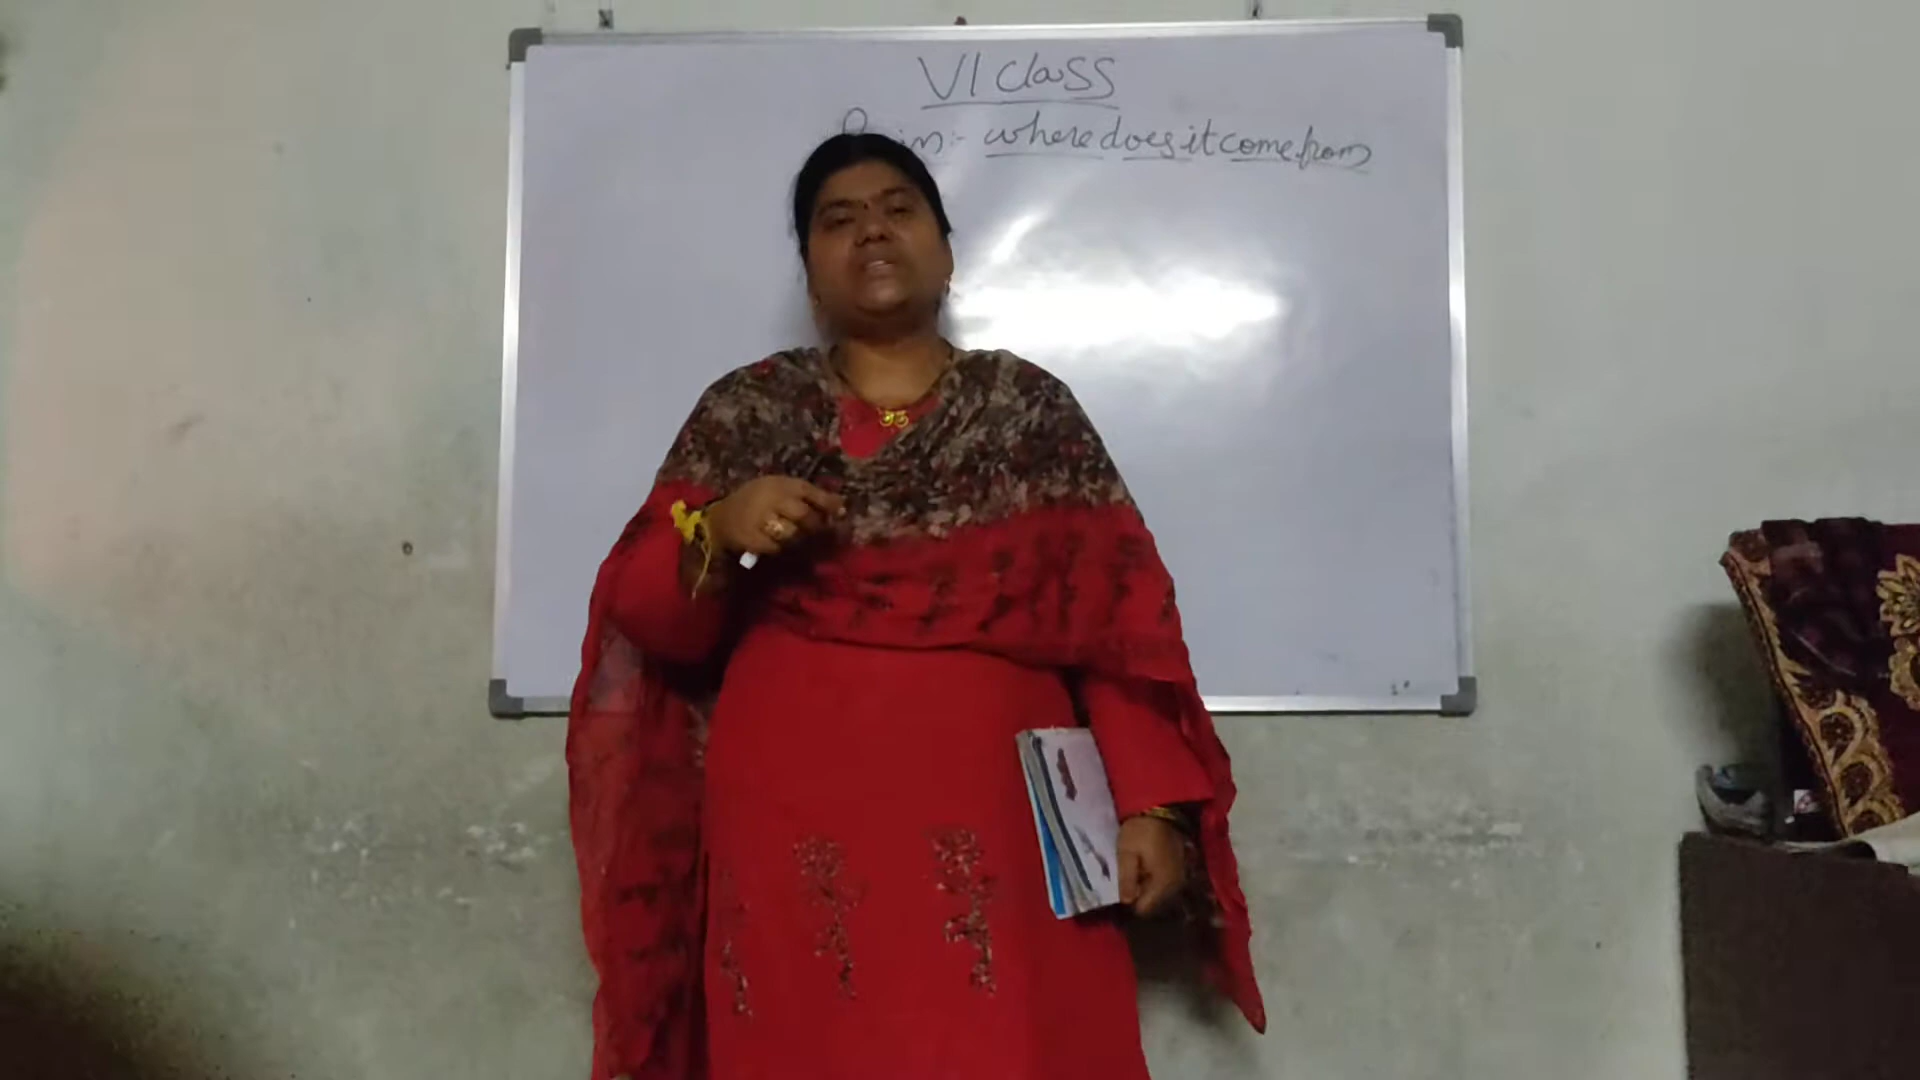 VI class
:- where does it come from